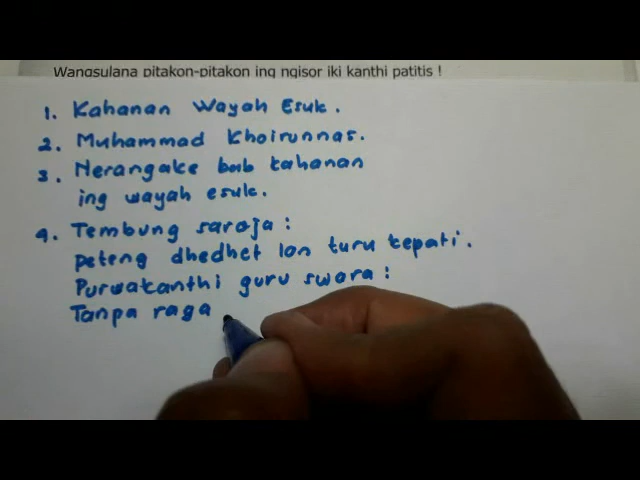 Wangsulana pitakon-pitakon ing ngisor iki kanthi patitis !
1. Kahanan Wayah Esuk.
2. Muhammad Khoirunnas.
3. Nerangake bab kahanan
ing wayah esuk.
4. Tembung saroja :
peteng dhedhet lan turu kepati.
Purwakanthi guru swara :
Tanpa raga